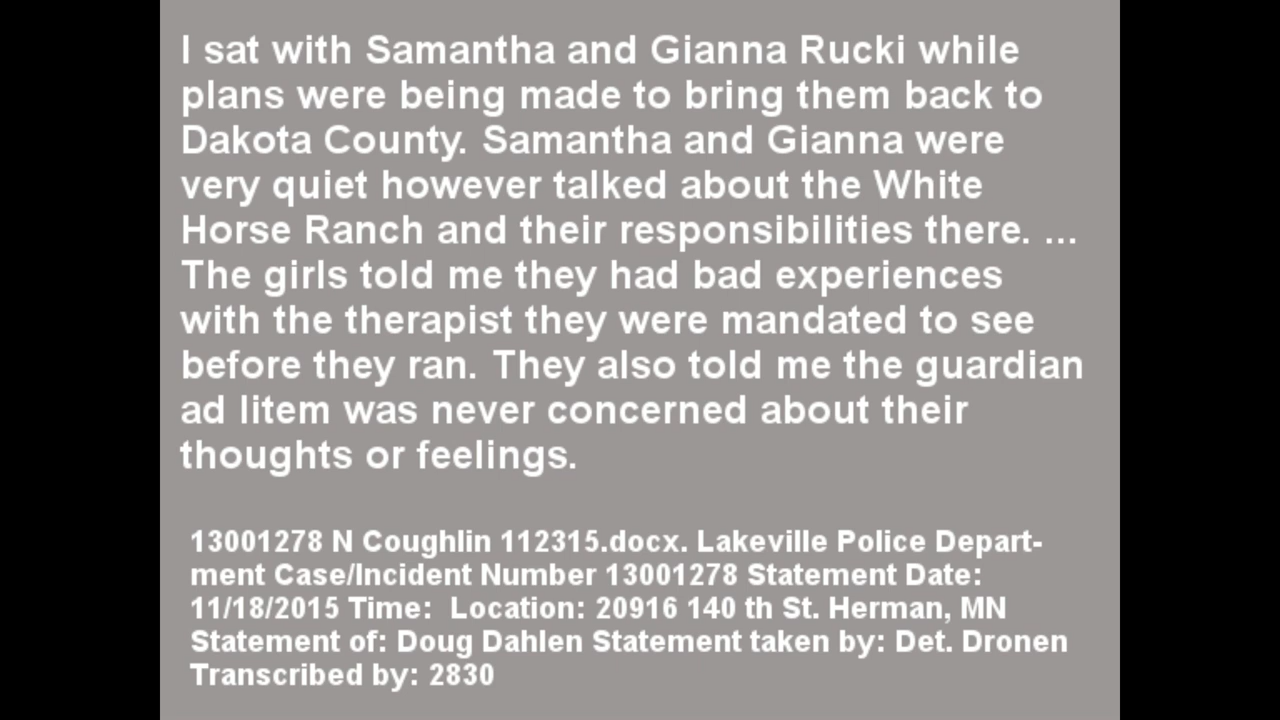 I sat with Samantha and Gianna Rucki while
plans were being made to bring them back to
Dakota County. Samantha and Gianna were
very quiet however talked about the White
Horse Ranch and their responsibilities there. ...
The girls told me they had bad experiences
with the therapist they were mandated to see
before they ran. They also told me the guardian
ad litem was never concerned about their
thoughts or feelings.
13001278 N Coughlin 112315.docx. Lakeville Police Depart-
ment Case/Incident Number 13001278 Statement Date:
11/18/2015 Time: Location: 20916 140 th St. Herman, MN
Statement of: Doug Dahlen Statement taken by: Det. Dronen
Transcribed by: 2830